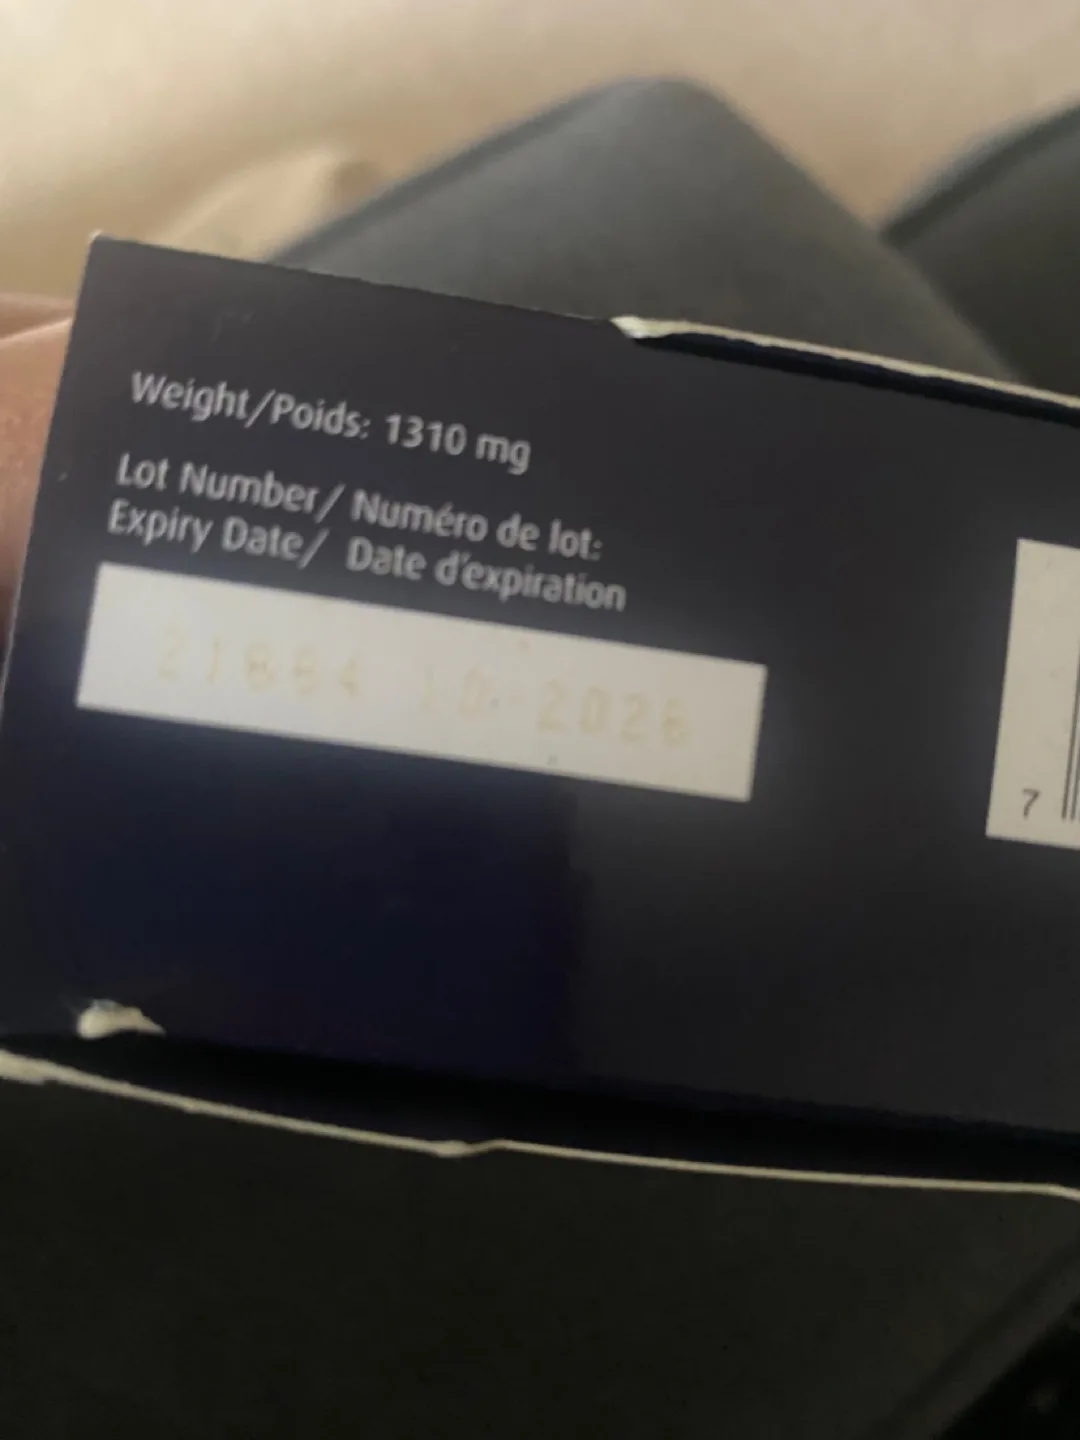 Weight/Poids: 1310 mg
Lot Number/ Numéro de lot:
Expiry Date/ Date d'expiration
7